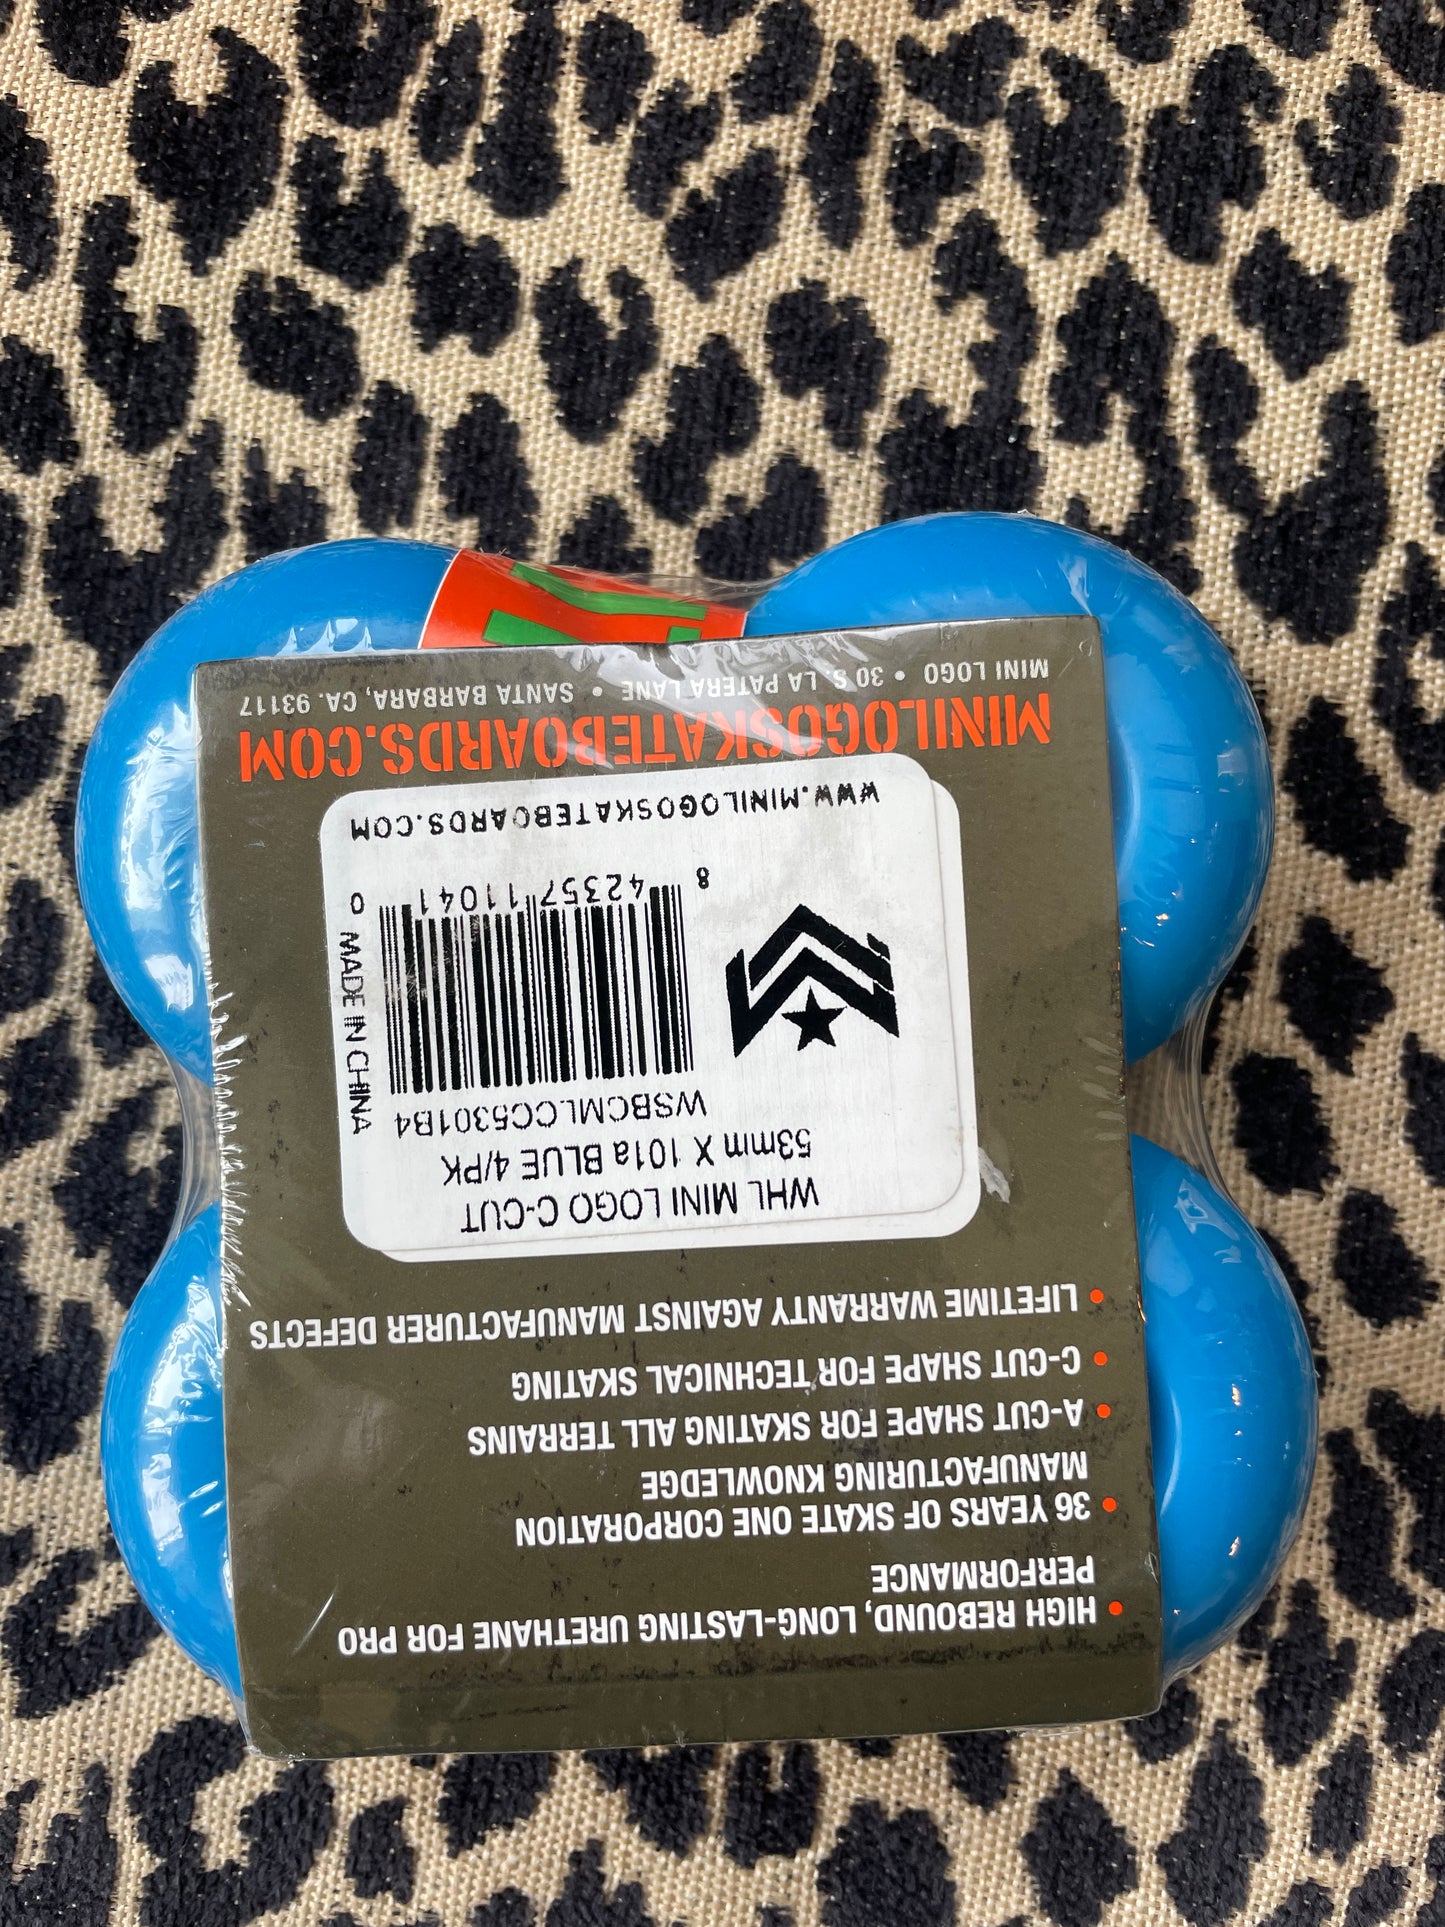 • HIGH REBOUND, LONG-LASTING URETHANE FOR PRO
PERFORMANCE
• 36 YEARS OF SKATE ONE CORPORATION
MANUFACTURING KNOWLEDGE
• A-CUT SHAPE FOR SKATING ALL TERRAINS
• C-CUT SHAPE FOR TECHNICAL SKATING
• LIFETIME WARRANTY AGAINST MANUFACTURER DEFECTS
WHL MINI LOGO C-CUT
53mm X 101a BLUE 4/PK
WSBCMLCC5301B4
MADE IN CHINA
8 42357 11041 0
WWW.MINILOGOSKATEBOARDS.COM
MINILOGOSKATEBOARDS.COM
MINI LOGO • 30 S. LA PATERA LANE • SANTA BARBARA, CA. 93117